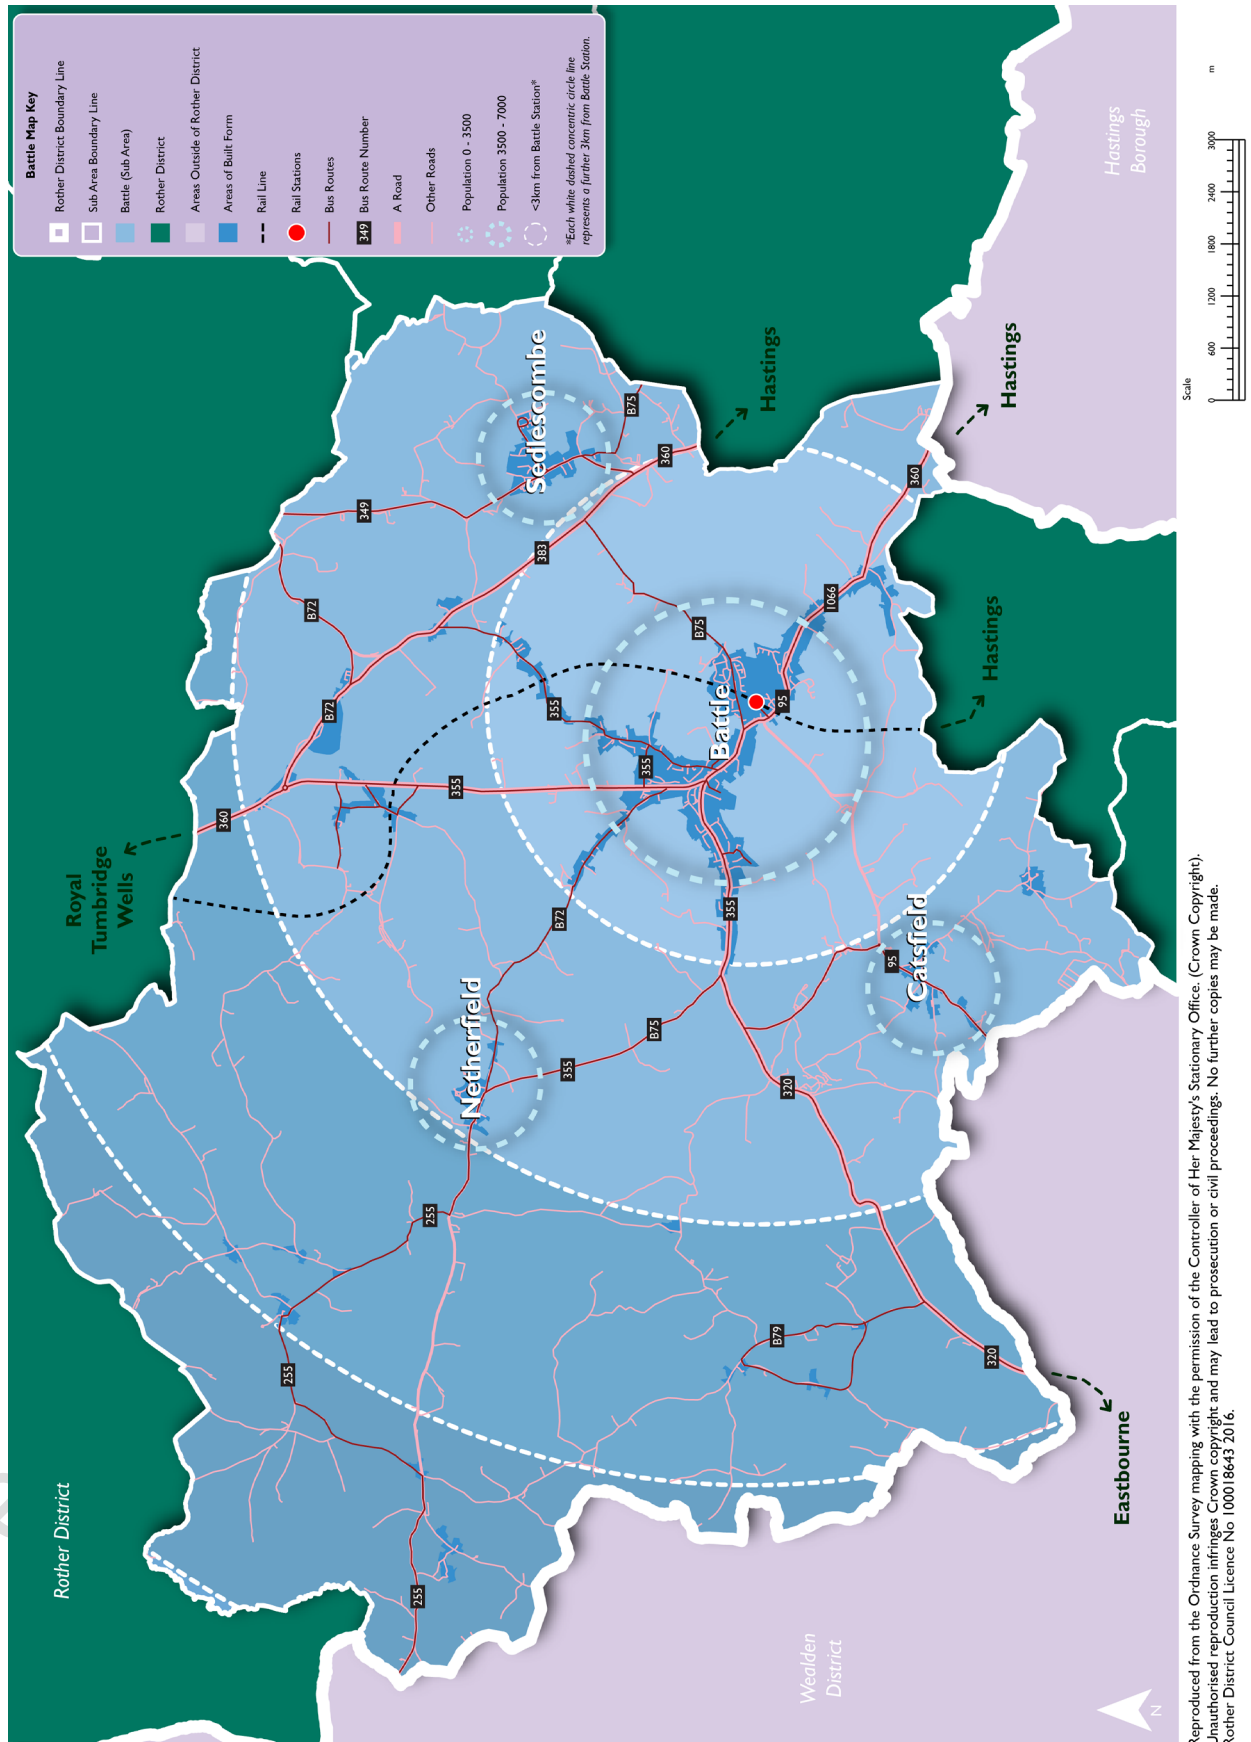 Battle Map Key
Rother District Boundary Line
Sub Area Boundary Line
Battle (Sub Area)
Rother District
Areas Outside of Rother District
Areas of Built Form
Rail Line
Rail Stations
Bus Routes
349
Bus Route Number
A Road
Other Roads
Population 0 - 3500
Population 3500 - 7000
<3km from Battle Station*
*Each white dashed concentric circle line
represents a further 3km from Battle Station.
Rother District
Royal
Tumbridge
Wells
Hastings
Borough
Hastings
Hastings
Hastings
Eastbourne
Wealden
District
Sedlescombe
Battle
Netherfield
Catsfield
349
B72
B72
360
355
383
B75
360
360
1066
B75
95
355
355
B72
355
95
B75
355
320
255
255
255
B79
320
N
Scale
0
600
1200
1800
2400
3000
m
Reproduced from the Ordnance Survey mapping with the permission of the Controller of Her Majesty's Stationary Office. (Crown Copyright).
Unauthorised reproduction infringes Crown copyright and may lead to prosecution or civil proceedings. No further copies may be made.
Rother District Council Licence No 100018643 2016.